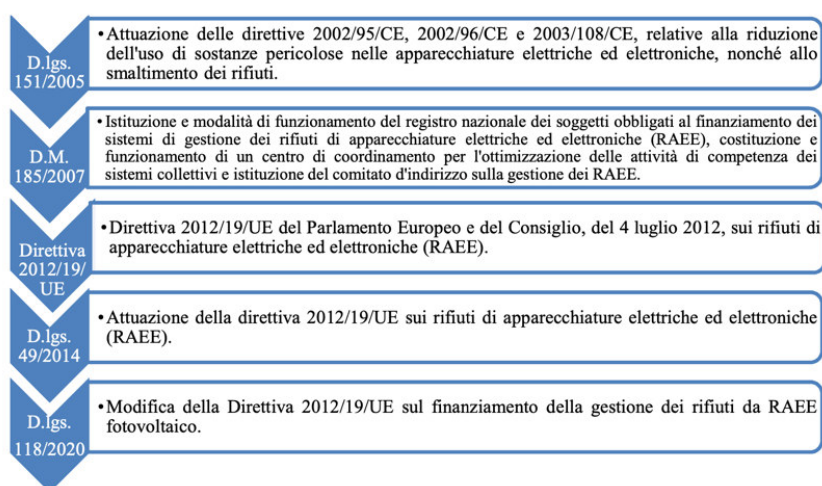 D.lgs.
151/2005
•Attuazione delle direttive 2002/95/CE, 2002/96/CE e 2003/108/CE, relative alla riduzione
dell'uso di sostanze pericolose nelle apparecchiature elettriche ed elettroniche, nonché allo
smaltimento dei rifiuti.
D.M.
185/2007
•Istituzione e modalità di funzionamento del registro nazionale dei soggetti obbligati al finanziamento dei
sistemi di gestione dei rifiuti di apparecchiature elettriche ed elettroniche (RAEE), costituzione e
funzionamento di un centro di coordinamento per l'ottimizzazione delle attività di competenza dei
sistemi collettivi e istituzione del comitato d'indirizzo sulla gestione dei RAEE.
Direttiva
2012/19/
UE
•Direttiva 2012/19/UE del Parlamento Europeo e del Consiglio, del 4 luglio 2012, sui rifiuti di
apparecchiature elettriche ed elettroniche (RAEE).
D.lgs.
49/2014
•Attuazione della direttiva 2012/19/UE sui rifiuti di apparecchiature elettriche ed elettroniche
(RAEE).
D.lgs.
118/2020
•Modifica della Direttiva 2012/19/UE sul finanziamento della gestione dei rifiuti da RAEE
fotovoltaico.